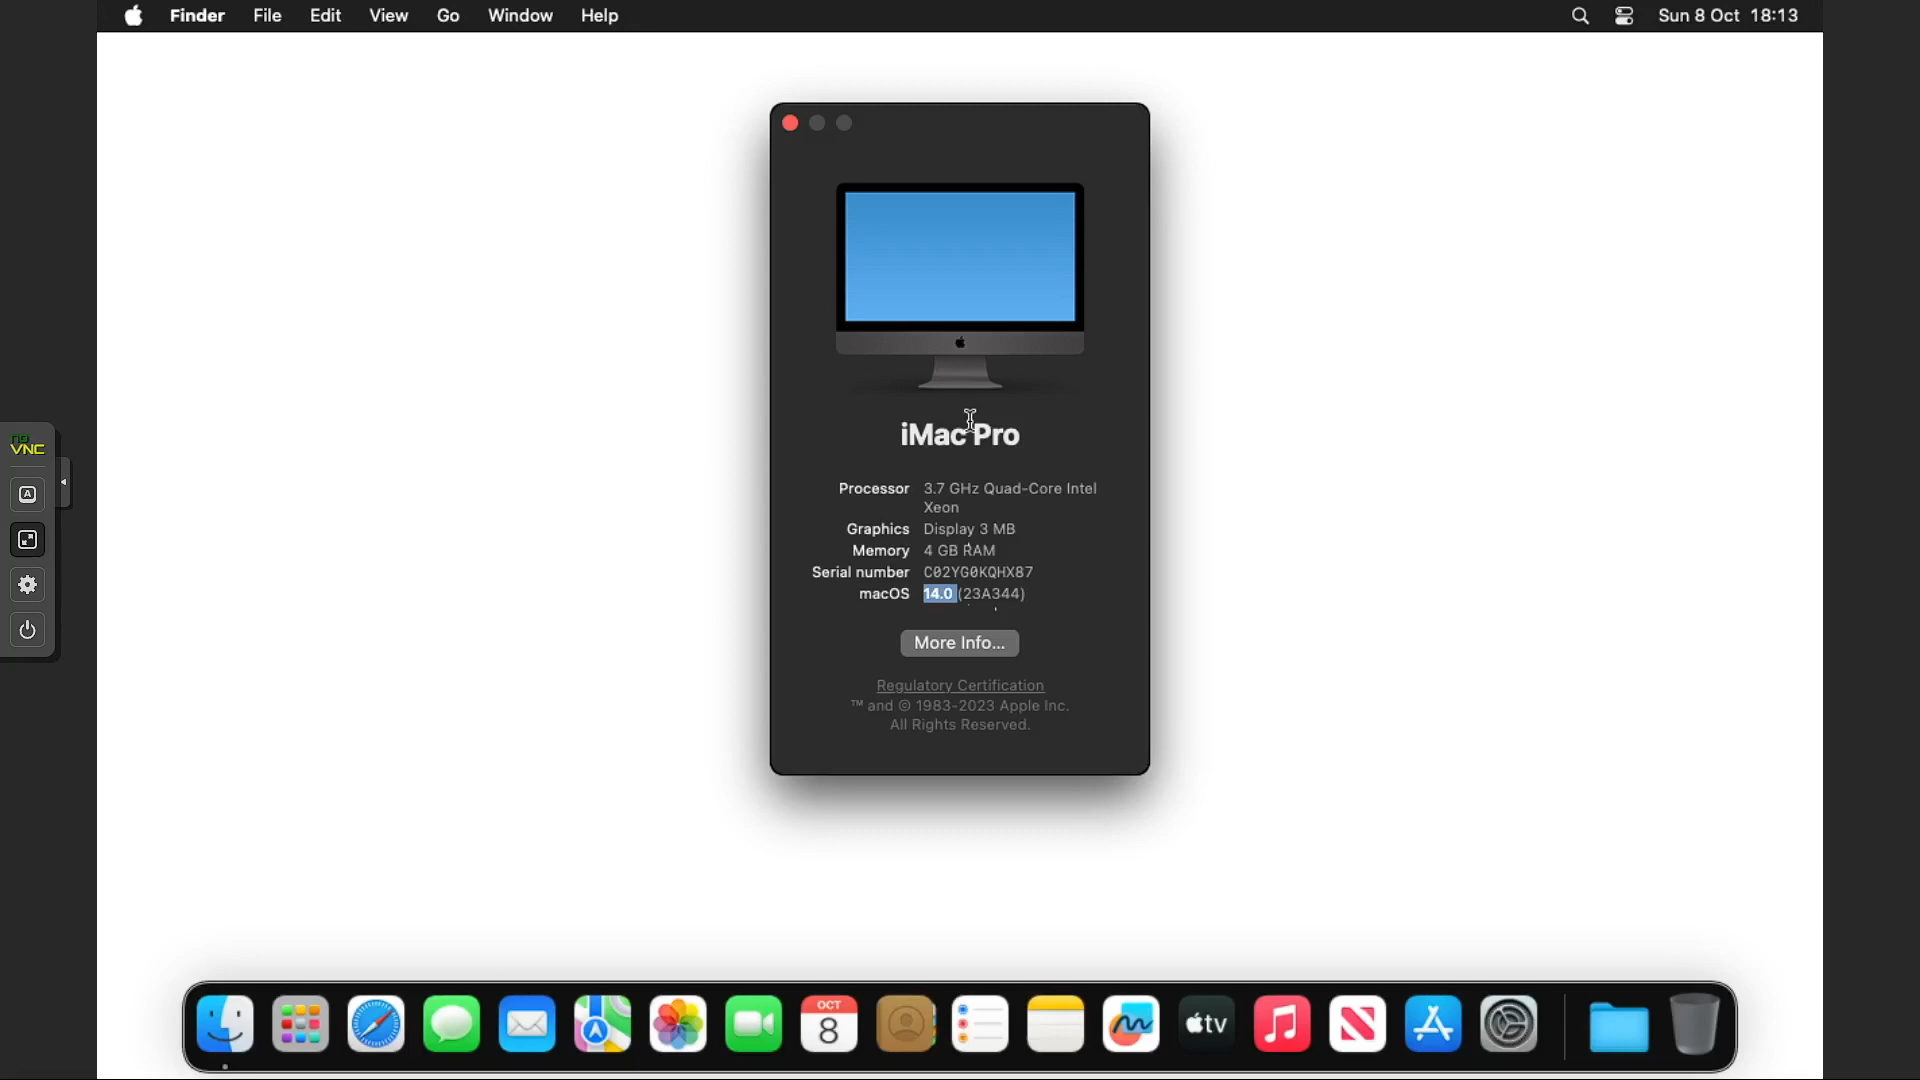 Finder File Edit View Go Window Help Sun 8 Oct 18:13
iMac Pro
Processor 3.7 GHz Quad-Core Intel
Xeon
Graphics Display 3 MB
Memory 4 GB RAM
Serial number C02YG0KQHX87
macOS 14.0 (23A344)
More Info...
Regulatory Certification
™ and © 1983-2023 Apple Inc.
All Rights Reserved.
no
VNC
A
OCT
8
tv